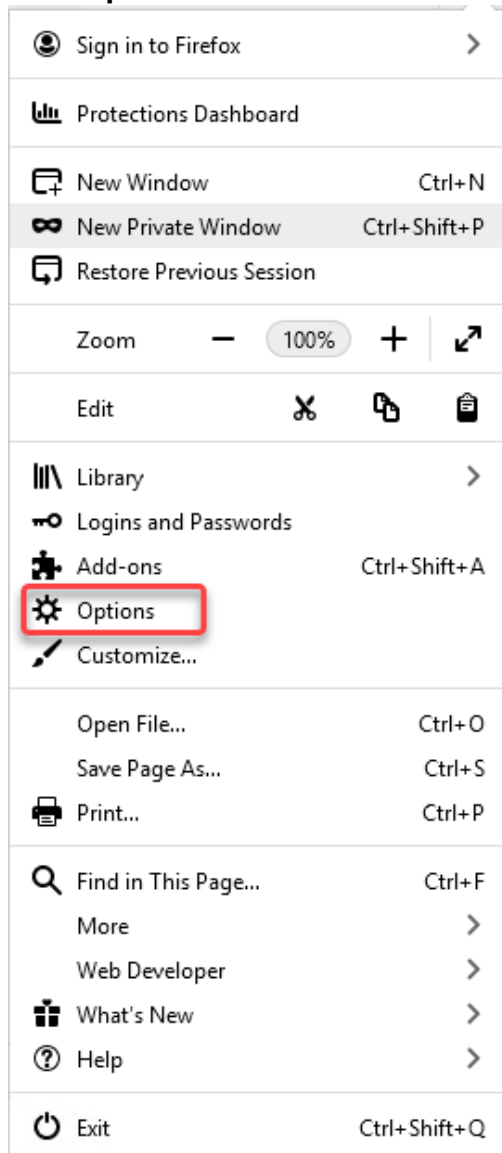 Sign in to Firefox
Protections Dashboard
New Window Ctrl+N
New Private Window Ctrl+Shift+P
Restore Previous Session
Zoom 100%
Edit
Library
Logins and Passwords
Add-ons Ctrl+Shift+A
Options
Customize...
Open File... Ctrl+O
Save Page As... Ctrl+S
Print... Ctrl+P
Find in This Page... Ctrl+F
More
Web Developer
What's New
Help
Exit Ctrl+Shift+Q